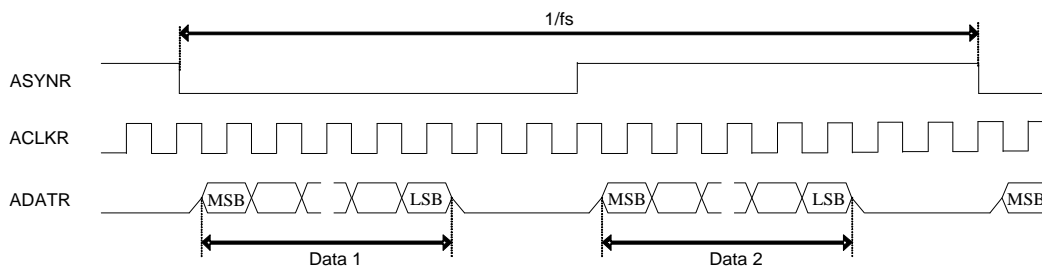 1/fs
ASYNR
ACLKR
ADATR MSB LSB MSB LSB MSB
Data 1 Data 2